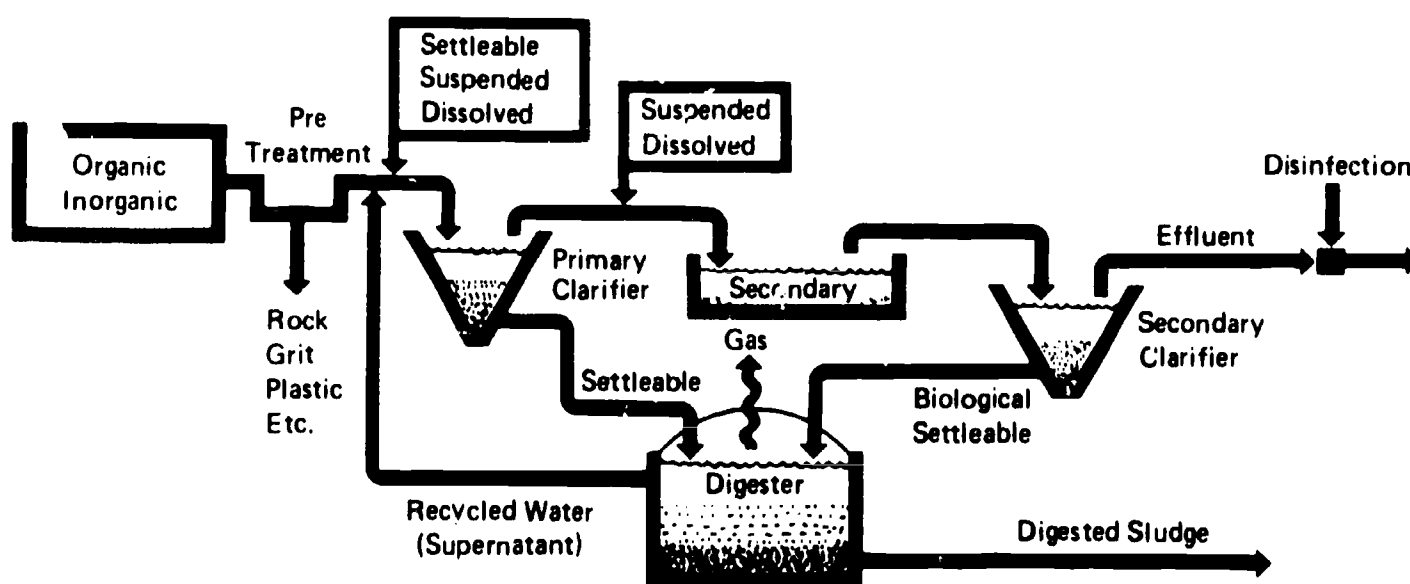 Settleable
Suspended
Dissolved
Suspended
Dissolved
Pre
Treatment
Organic
Inorganic
Disinfection
Effluent
Primary
Clarifier
Secondary
Secondary
Clarifier
Rock
Grit
Plastic
Etc.
Gas
Settleable
Biological
Settleable
Digester
Recycled Water
(Supernatant)
Digested Sludge